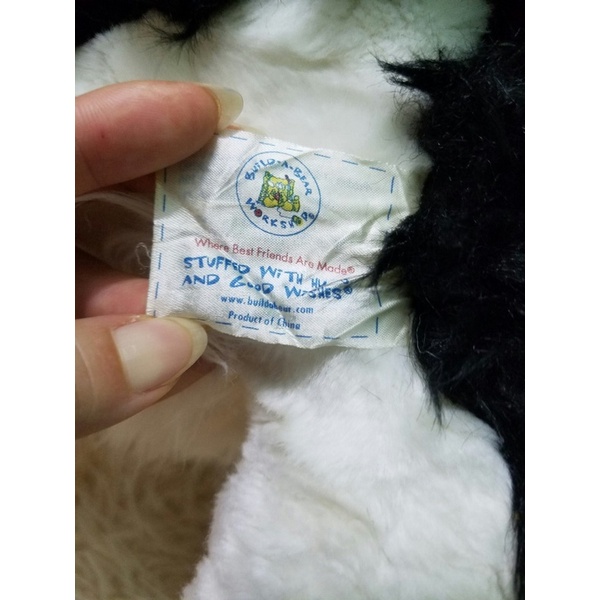 BUILD-A-BEAR
WORKSHOP
Where Best Friends Are Made®
STUFFED WITH
AND GOOD WISHES®
www.buildabear.com
Product of China